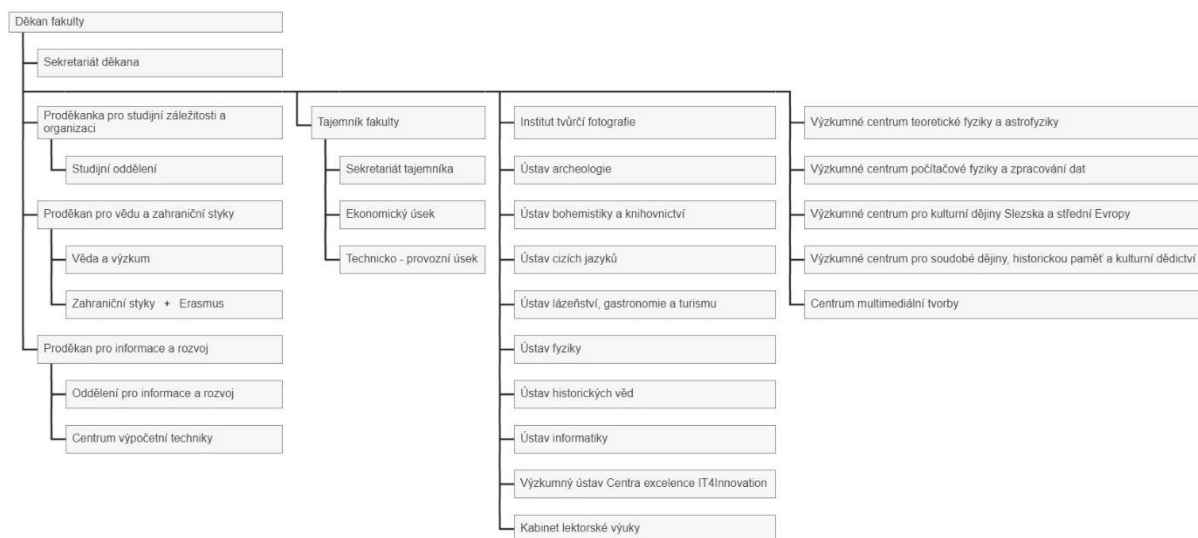 Děkan fakulty
Sekretariát děkana
Proděkanka pro studijní záležitosti a
organizaci
Studijní oddělení
Proděkan pro vědu a zahraniční styky
Věda a výzkum
Zahraniční styky + Erasmus
Proděkan pro informace a rozvoj
Oddělení pro informace a rozvoj
Centrum výpočetní techniky
Tajemník fakulty
Sekretariát tajemníka
Ekonomický úsek
Technicko - provozní úsek
Institut tvůrčí fotografie
Ústav archeologie
Ústav bohemistiky a knihovnictví
Ústav cizích jazyků
Ústav lázeňství, gastronomie a turismu
Ústav fyziky
Ústav historických věd
Ústav informatiky
Výzkumný ústav Centra excelence IT4Innovation
Kabinet lektorské výuky
Výzkumné centrum teoretické fyziky a astrofyziky
Výzkumné centrum počítačové fyziky a zpracování dat
Výzkumné centrum pro kulturní dějiny Slezska a střední Evropy
Výzkumné centrum pro soudobé dějiny, historickou paměť a kulturní dědictví
Centrum multimediální tvorby